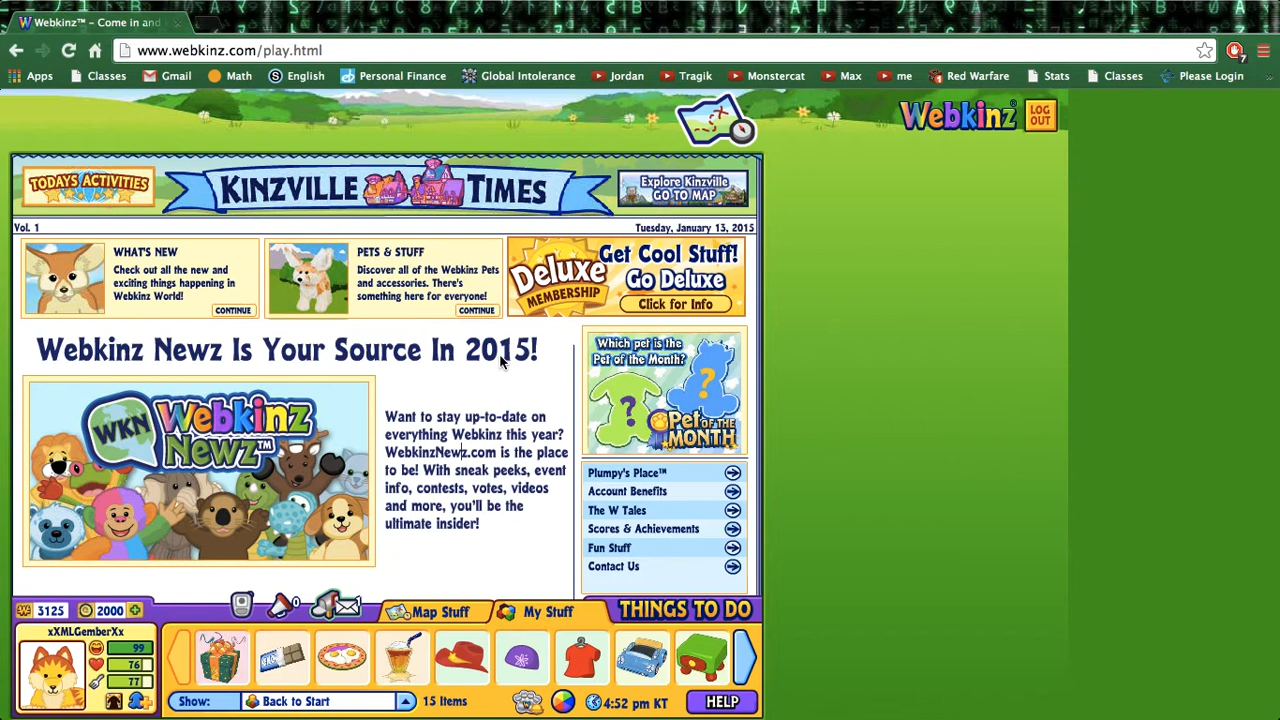 Webkinz™ – Come in and
www.webkinz.com/play.html
Apps Classes Gmail Math English Personal Finance Global Intolerance Jordan Tragik Monstercat Max me Red Warfare Stats Classes Please Login
7
Webkinz®
LOG OUT
TODAYS ACTIVITIES
KINZVILLE TIMES
Explore Kinzville
GO TO MAP
Vol. 1
Tuesday, January 13, 2015
WHAT'S NEW
Check out all the new and
exciting things happening in
Webkinz World!
CONTINUE
PETS & STUFF
Discover all of the Webkinz Pets
and accessories. There's
something here for everyone!
CONTINUE
Deluxe
MEMBERSHIP
Get Cool Stuff!
Go Deluxe
Click for Info
Webkinz Newz Is Your Source In 2015!
WKN Webkinz
Newz™
Want to stay up-to-date on
everything Webkinz this year?
WebkinzNewz.com is the place
to be! With sneak peeks, event
info, contests, votes, videos
and more, you'll be the
ultimate insider!
Which pet is the
Pet of the Month?
? ?
Pet OF THE
MONTH
Plumpy's Place™
Account Benefits
The W Tales
Scores & Achievements
Fun Stuff
Contact Us
3125 2000
0
1
Map Stuff
My Stuff
THINGS TO DO
xXMLGemberXx
99
76
77
Show: Back to Start
15 Items
4:52 pm KT
HELP